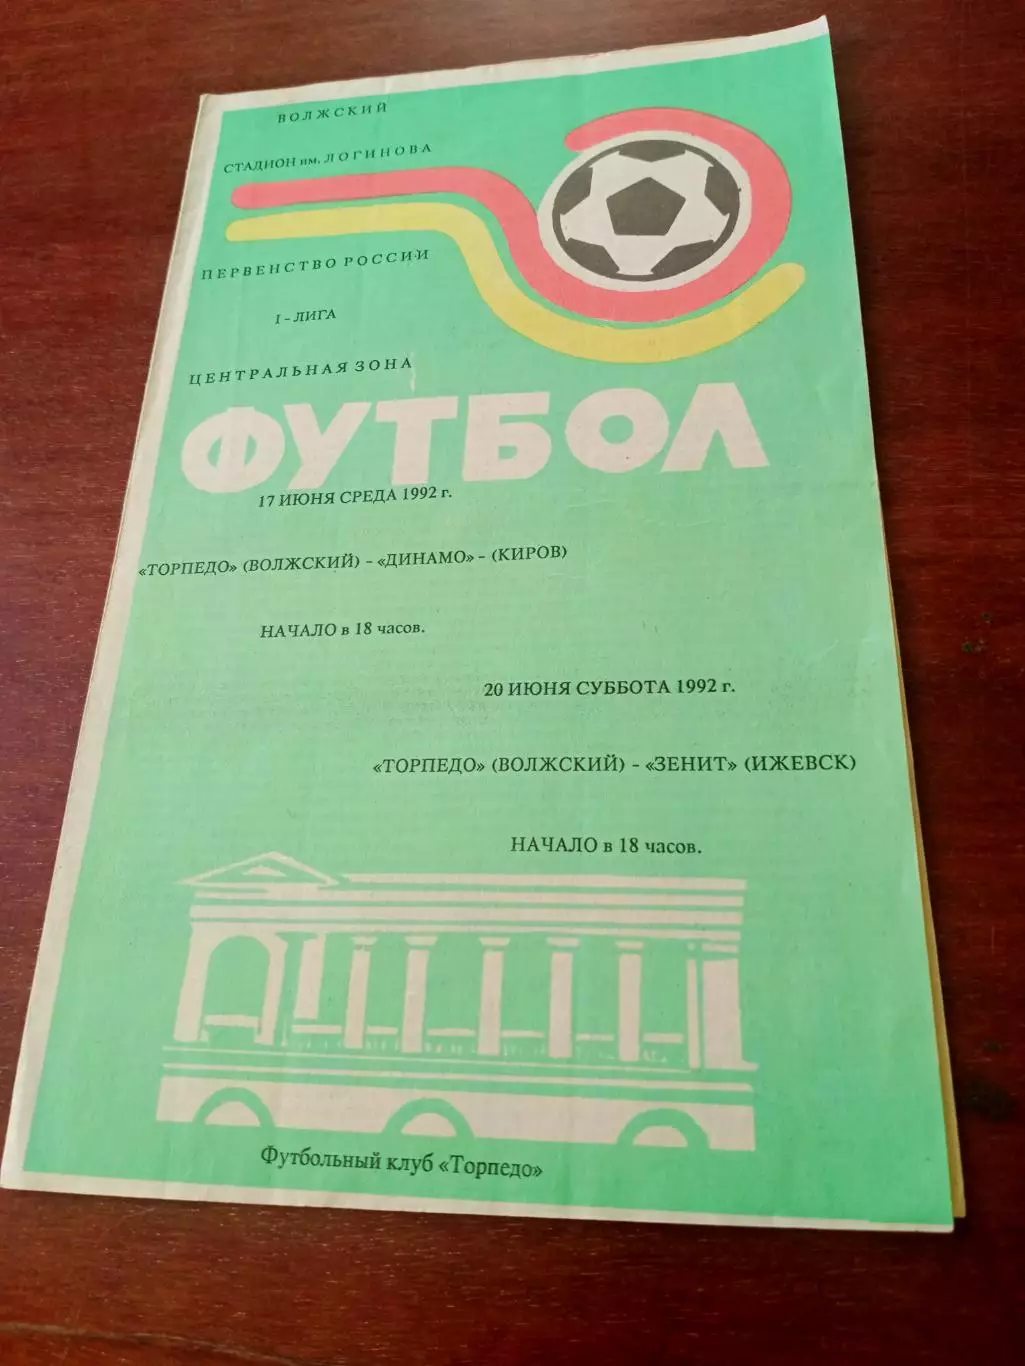 ВОЛЖСКИЙ
СТАДИОН им. ЛОГИНОВА
ПЕРВЕНСТВО РОССИИ
I – ЛИГА
ЦЕНТРАЛЬНАЯ ЗОНА
ФУТБОЛ
17 ИЮНЯ СРЕДА 1992 г.
«ТОРПЕДО» (ВОЛЖСКИЙ) – «ДИНАМО» – (КИРОВ)
НАЧАЛО в 18 часов.
20 ИЮНЯ СУББОТА 1992 г.
«ТОРПЕДО» (ВОЛЖСКИЙ) – «ЗЕНИТ» (ИЖЕВСК)
НАЧАЛО в 18 часов.
Футбольный клуб «Торпедо»